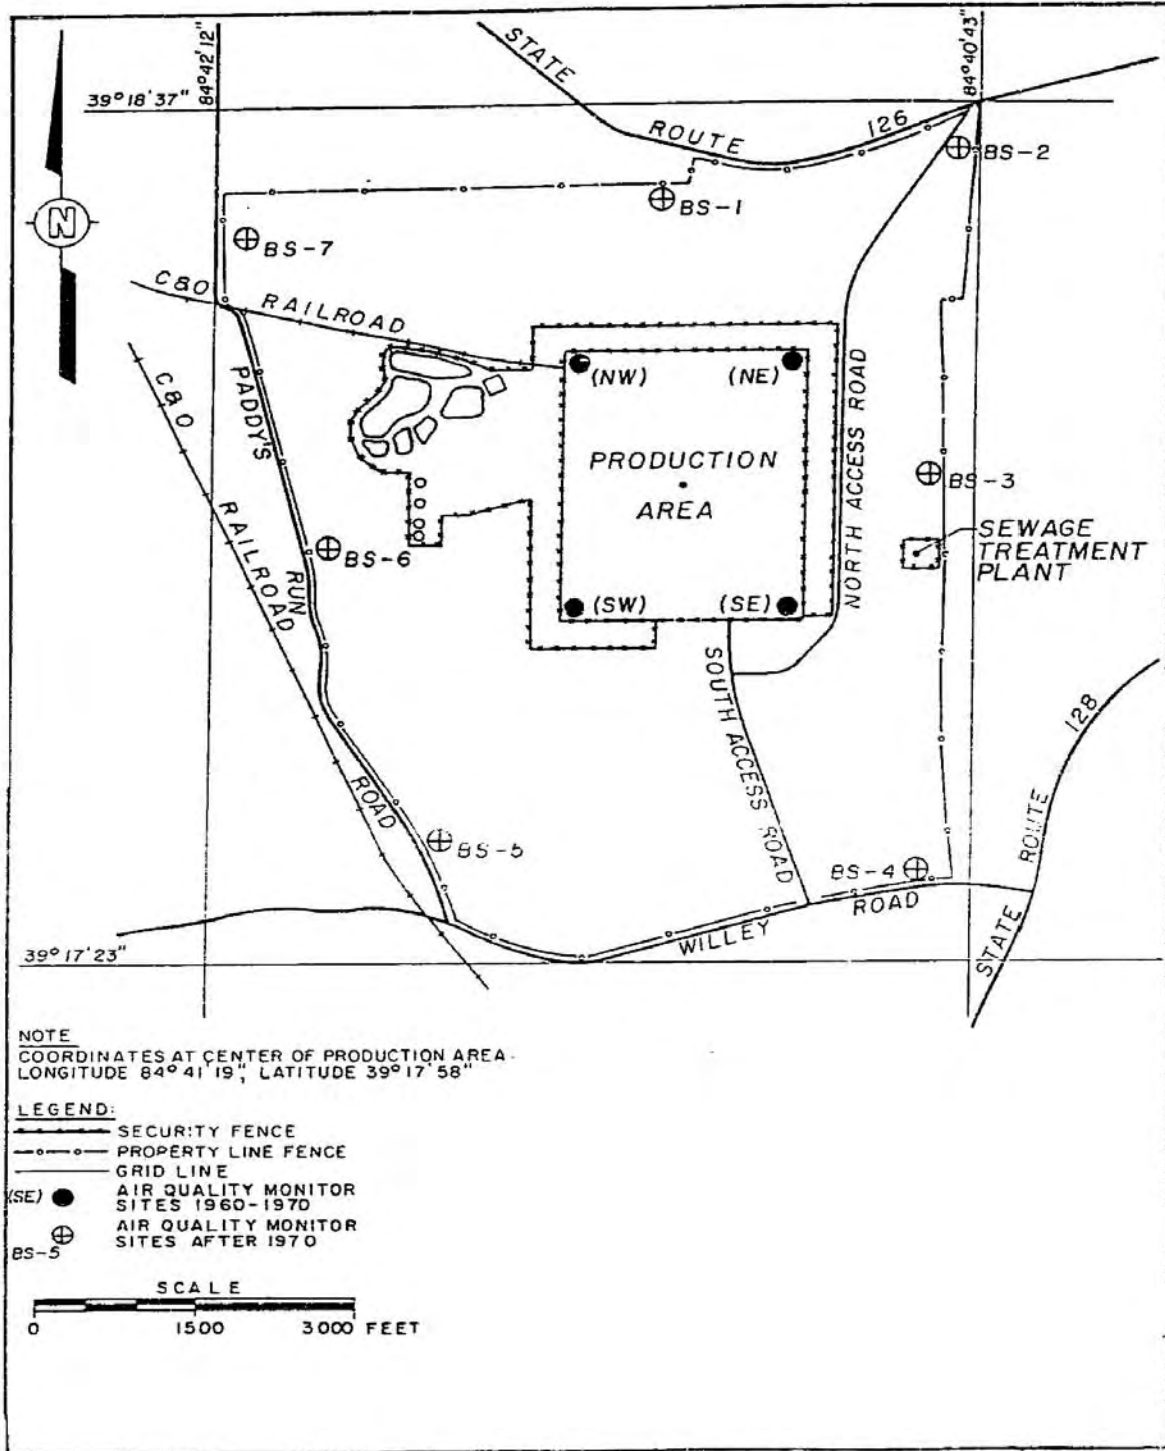 84° 42' 12"
84° 40' 43"
39° 18' 37"
STATE
ROUTE
126
BS-2
BS-1
N
BS-7
C&O
RAILROAD
(NW)
(NE)
C&O
RAILROAD
PADDY'S
RUN
ROAD
PRODUCTION
AREA
NORTH ACCESS ROAD
BS-3
SEWAGE
TREATMENT
PLANT
BS-6
(SW)
(SE)
SOUTH ACCESS ROAD
128
ROUTE
STATE
BS-5
BS-4
WILLEY
ROAD
39° 17' 23"
NOTE
COORDINATES AT CENTER OF PRODUCTION AREA.
LONGITUDE 84° 41' 19", LATITUDE 39° 17' 58"
LEGEND:
SECURITY FENCE
PROPERTY LINE FENCE
GRID LINE
(SE) AIR QUALITY MONITOR
SITES 1960-1970
AIR QUALITY MONITOR
BS-5 SITES AFTER 1970
SCALE
0 1500 3000 FEET